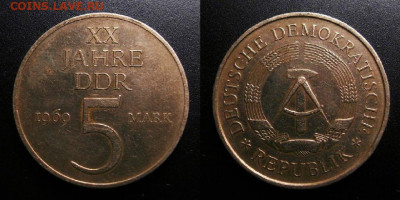 COINS.LAVE.RU
XX
JAHRE
DDR
1969 5 MARK
DEUTSCHE DEMOKRATISCHE
* REPUBLIK *